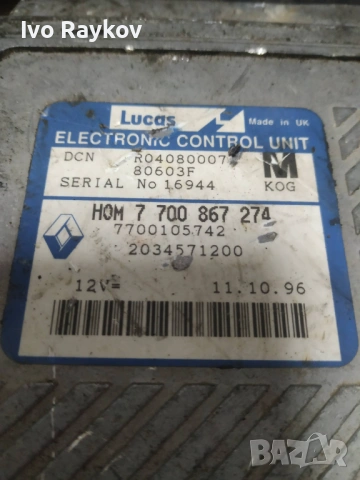 Ivo Raykov
Lucas
Made in UK
ELECTRONIC CONTROL UNIT
DCN R04080007
80603F
M
SERIAL No 16944 KOG
HOM 7 700 867 274
7700105742
2034571200
12V= 11.10.96
BAZAR